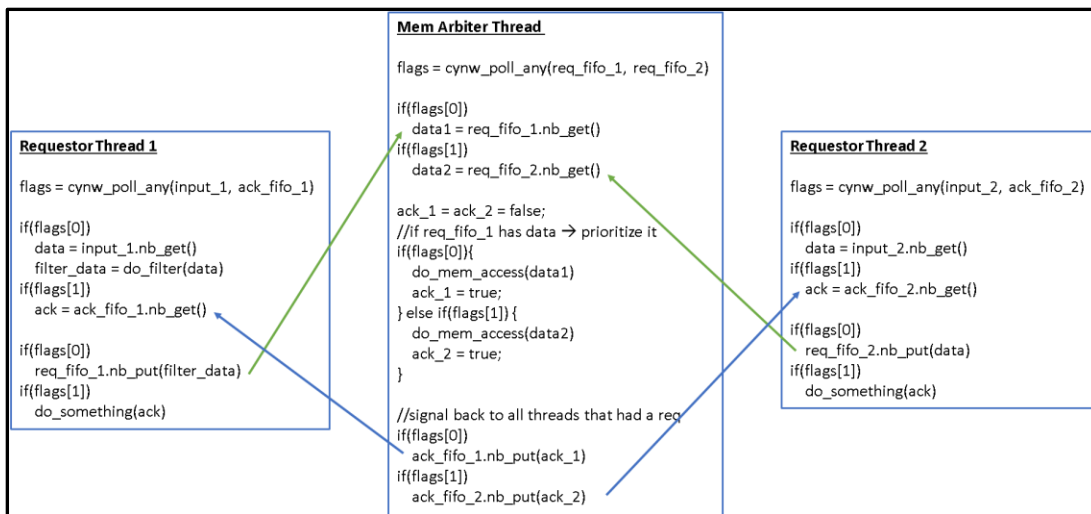 Requestor Thread 1
flags = cynw_poll_any(input_1, ack_fifo_1)
if(flags[0])
data = input_1.nb_get()
filter_data = do_filter(data)
if(flags[1])
ack = ack_fifo_1.nb_get()
if(flags[0])
req_fifo_1.nb_put(filter_data)
if(flags[1])
do_something(ack)
Mem Arbiter Thread
flags = cynw_poll_any(req_fifo_1, req_fifo_2)
if(flags[0])
data1 = req_fifo_1.nb_get()
if(flags[1])
data2 = req_fifo_2.nb_get()
ack_1 = ack_2 = false;
//if req_fifo_1 has data → prioritize it
if(flags[0]){
do_mem_access(data1)
ack_1 = true;
} else if(flags[1]) {
do_mem_access(data2)
ack_2 = true;
}
//signal back to all threads that had a req
if(flags[0])
ack_fifo_1.nb_put(ack_1)
if(flags[1])
ack_fifo_2.nb_put(ack_2)
Requestor Thread 2
flags = cynw_poll_any(input_2, ack_fifo_2)
if(flags[0])
data = input_2.nb_get()
if(flags[1])
ack = ack_fifo_2.nb_get()
if(flags[0])
req_fifo_2.nb_put(data)
if(flags[1])
do_something(ack)